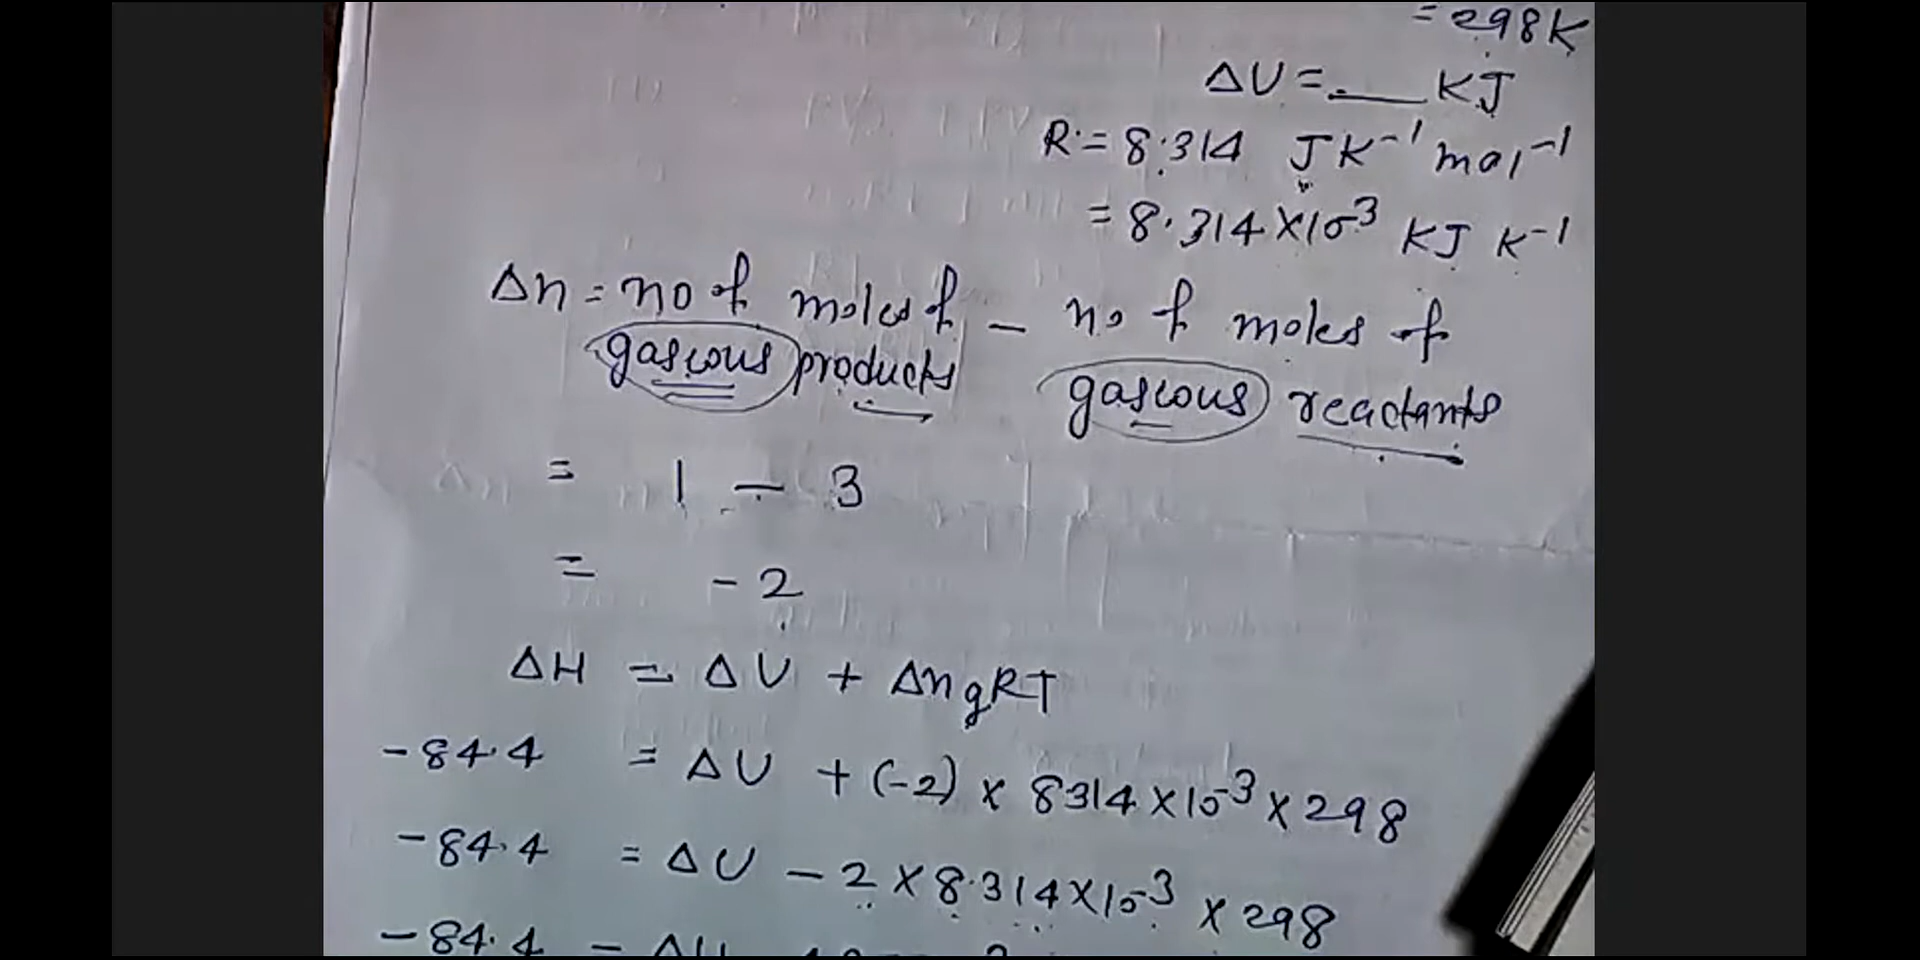 = 298K
ΔU = ___ KJ
R = 8.314 J K⁻¹ mol⁻¹
= 8.314 × 10⁻³ KJ K⁻¹
Δn = no of moles of – no of moles of
gaseous products gaseous reactants
= 1 – 3
= -2
ΔH = ΔU + ΔngRT
-84.4 = ΔU + (-2) × 8314 × 10⁻³ × 298
-84.4 = ΔU – 2 × 8.314 × 10⁻³ × 298
-84.4 =